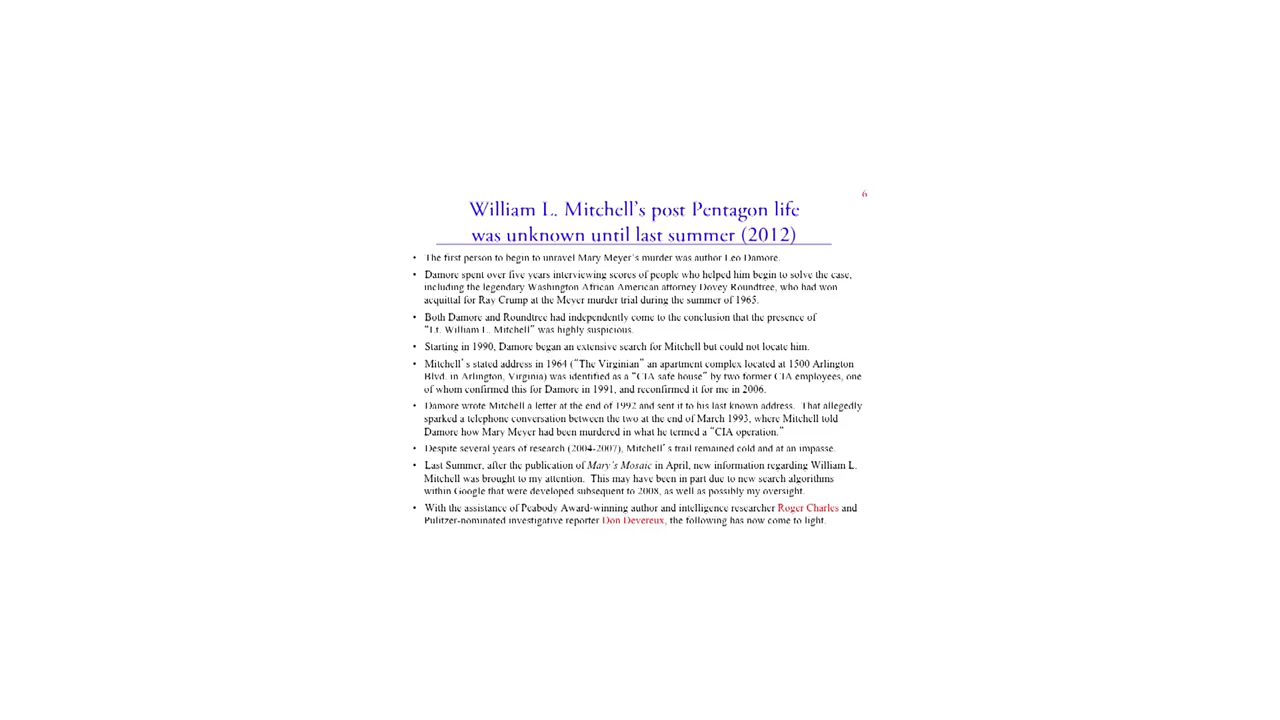 6
William L. Mitchell's post Pentagon life
was unknown until last summer (2012)
• The first person to begin to unravel Mary Meyer's murder was author Leo Damore.
• Damore spent over five years interviewing scores of people who helped him begin to solve the case,
including the legendary Washington African American attorney Dovey Roundtree, who had won
acquittal for Ray Crump at the Meyer murder trial during the summer of 1965.
• Both Damore and Roundtree had independently come to the conclusion that the presence of
"Lt. William L. Mitchell" was highly suspicious.
• Starting in 1990, Damore began an extensive search for Mitchell but could not locate him.
• Mitchell's stated address in 1964 ("The Virginian" an apartment complex located at 1500 Arlington
Blvd. in Arlington, Virginia) was identified as a "CIA safe house" by two former CIA employees, one
of whom confirmed this for Damore in 1991, and reconfirmed it for me in 2006.
• Damore wrote Mitchell a letter at the end of 1992 and sent it to his last known address. That allegedly
sparked a telephone conversation between the two at the end of March 1993, where Mitchell told
Damore how Mary Meyer had been murdered in what he termed a "CIA operation."
• Despite several years of research (2004-2007), Mitchell's trail remained cold and at an impasse.
• Last Summer, after the publication of Mary's Mosaic in April, new information regarding William L.
Mitchell was brought to my attention. This may have been in part due to new search algorithms
within Google that were developed subsequent to 2008, as well as possibly my oversight.
• With the assistance of Peabody Award-winning author and intelligence researcher Roger Charles and
Pulitzer-nominated investigative reporter Don Devereux, the following has now come to light.